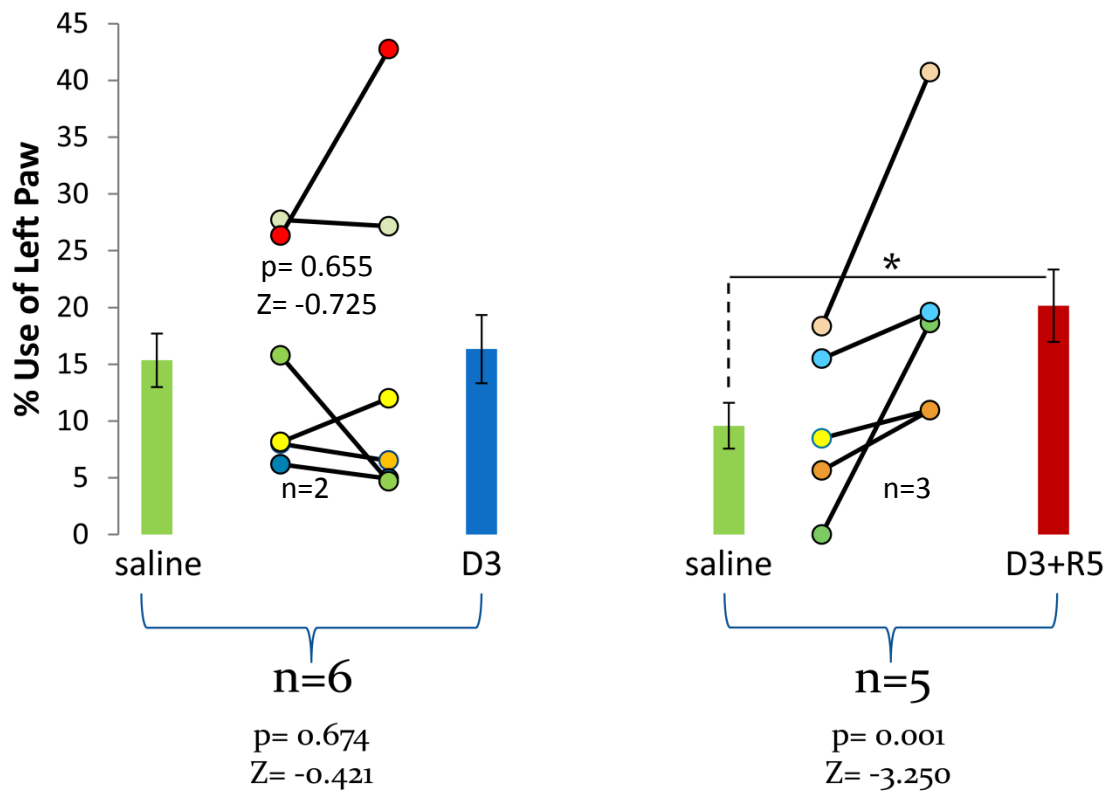 % Use of Left Paw
45
40
35
30
25
20
15
10
5
0
p= 0.655
Z= -0.725
n=2
*
n=3
saline
D3
saline
D3+R5
n=6
p= 0.674
Z= -0.421
n=5
p= 0.001
Z= -3.250